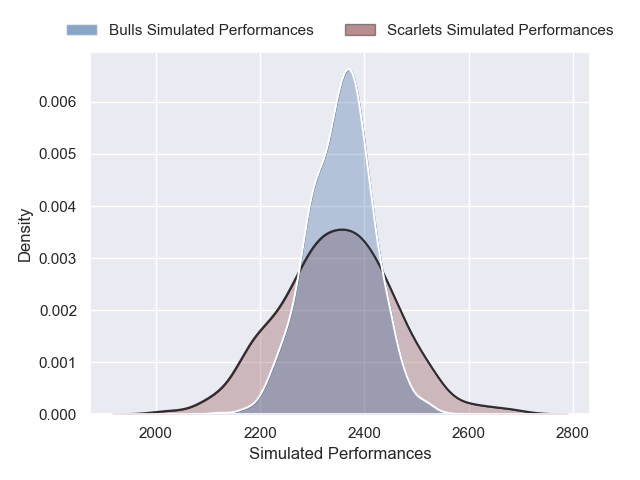 Bulls Simulated Performances
Scarlets Simulated Performances
0.006
0.005
0.004
0.003
0.002
0.001
0.000
Density
2000 2200 2400 2600 2800
Simulated Performances